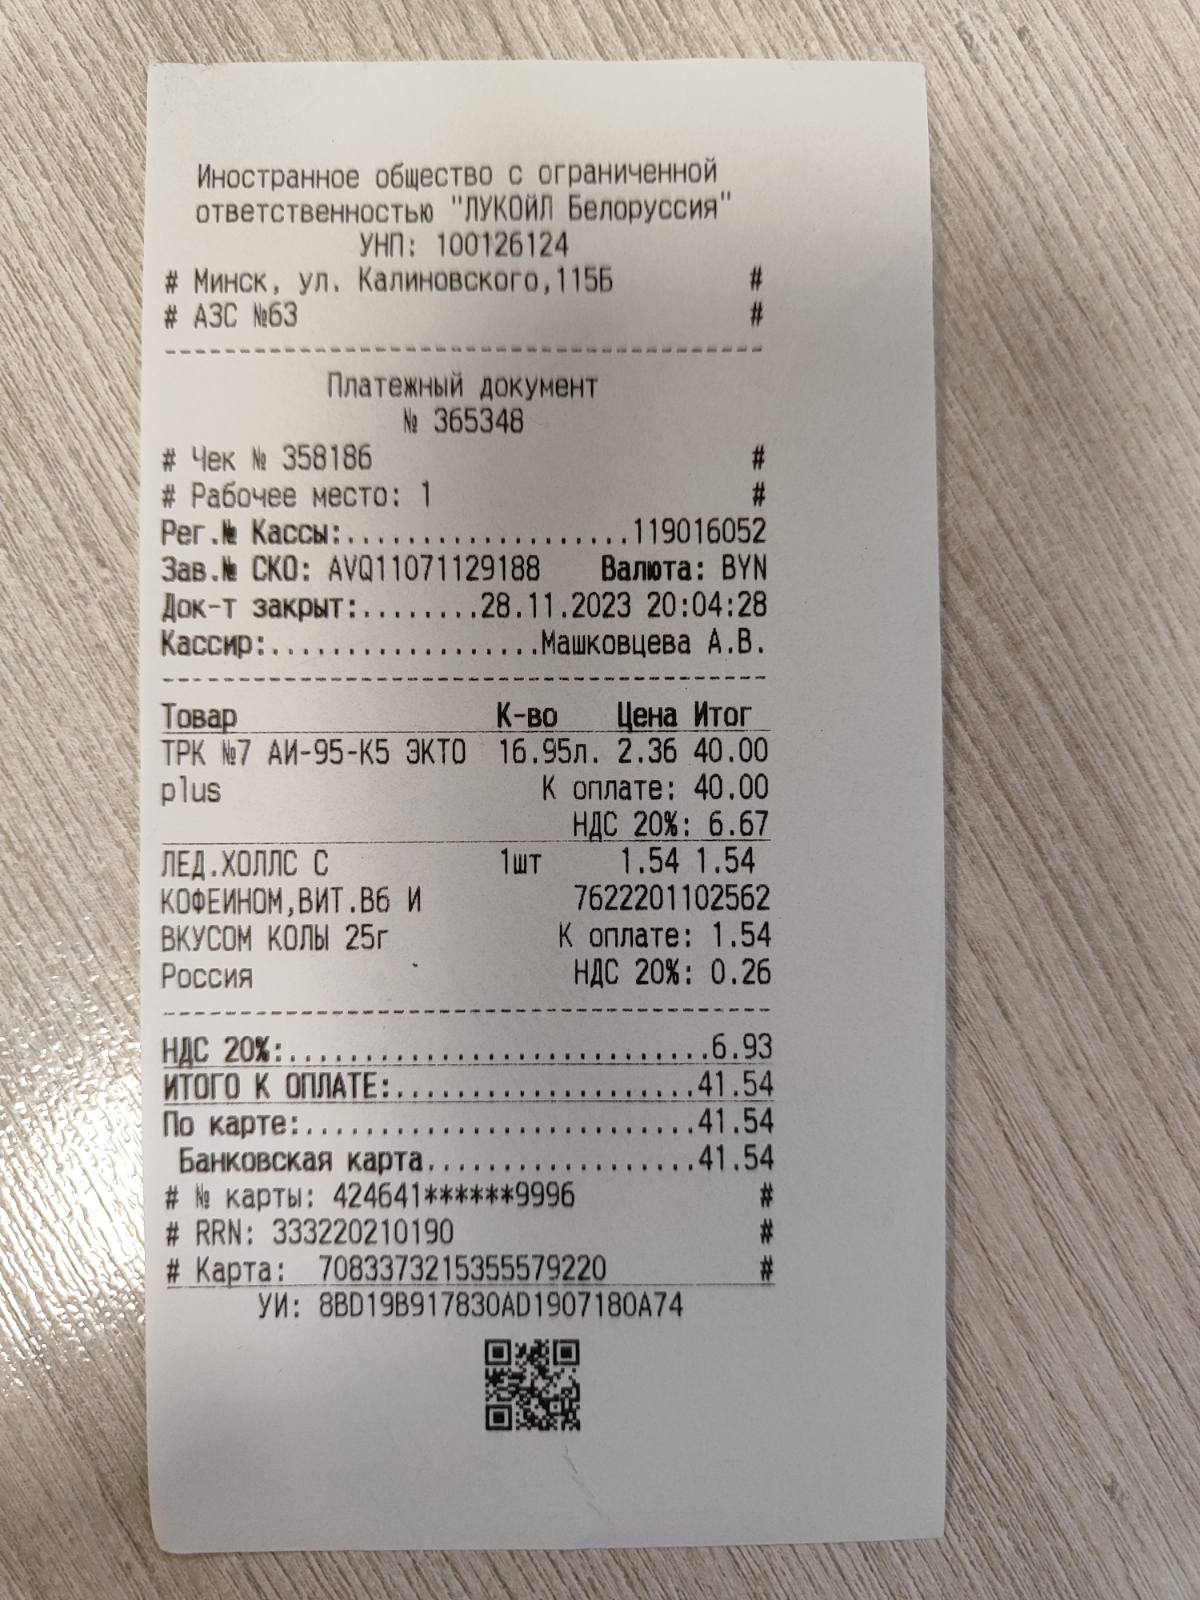 Иностранное общество с ограниченной
ответственностью "ЛУКОЙЛ Белоруссия"
УНП: 100126124
# Минск, ул. Калиновского,115Б #
# АЗС №63 #
Платежный документ
№ 365348
# Чек № 358186 #
# Рабочее место: 1 #
Рег.№ Кассы:...................119016052
Зав.№ СКО: AVQ11071129188 Валюта: BYN
Док-т закрыт:........28.11.2023 20:04:28
Кассир:..................Машковцева А.В.
Товар К-во Цена Итог
ТРК №7 АИ-95-К5 ЭКТО 16.95л. 2.36 40.00
plus К оплате: 40.00
НДС 20%: 6.67
ЛЕД.ХОЛЛС С 1шт 1.54 1.54
КОФЕИНОМ,ВИТ.В6 И 7622201102562
ВКУСОМ КОЛЫ 25г К оплате: 1.54
Россия НДС 20%: 0.26
НДС 20%:............................6.93
ИТОГО К ОПЛАТЕ:....................41.54
По карте:..........................41.54
Банковская карта..................41.54
# № карты: 424641******9996 #
# RRN: 333220210190 #
# Карта: 7083373215355579220 #
УИ: 8BD19B917830AD1907180A74